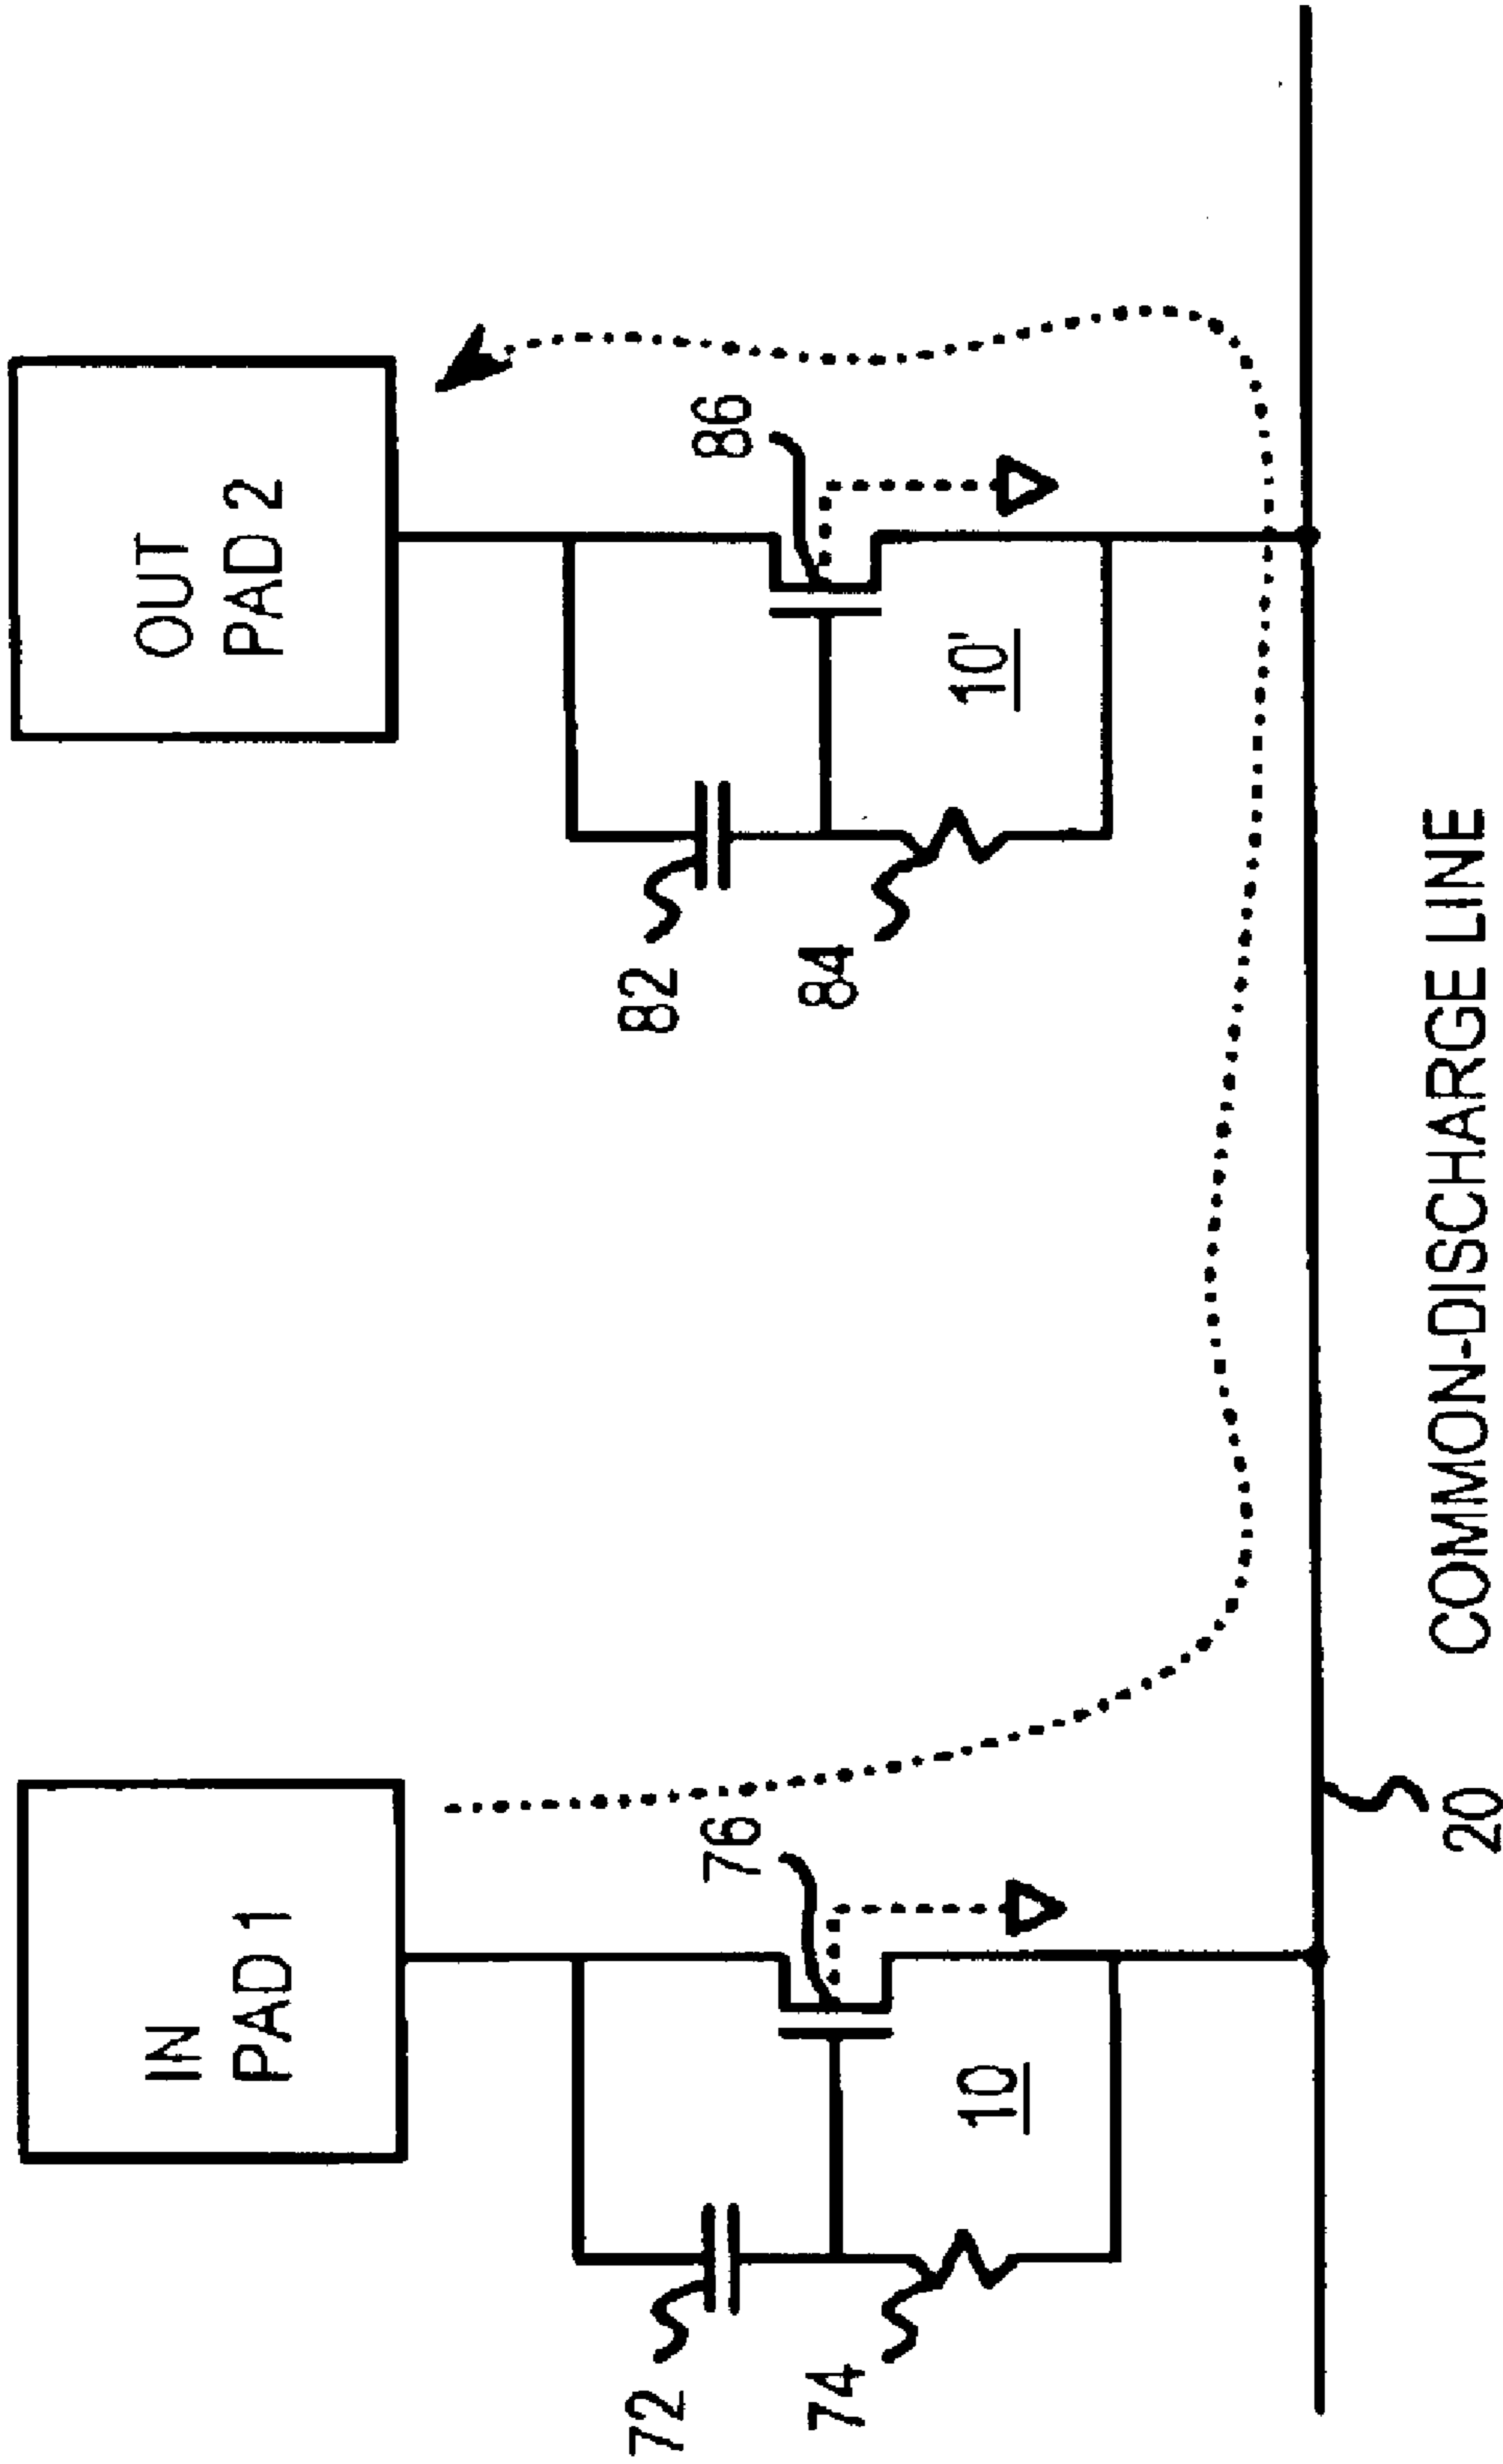 IN
PAD 1
OUT
PAD 2
76
86
72
10
82
10'
74
84
20
COMMON-DISCHARGE LINE